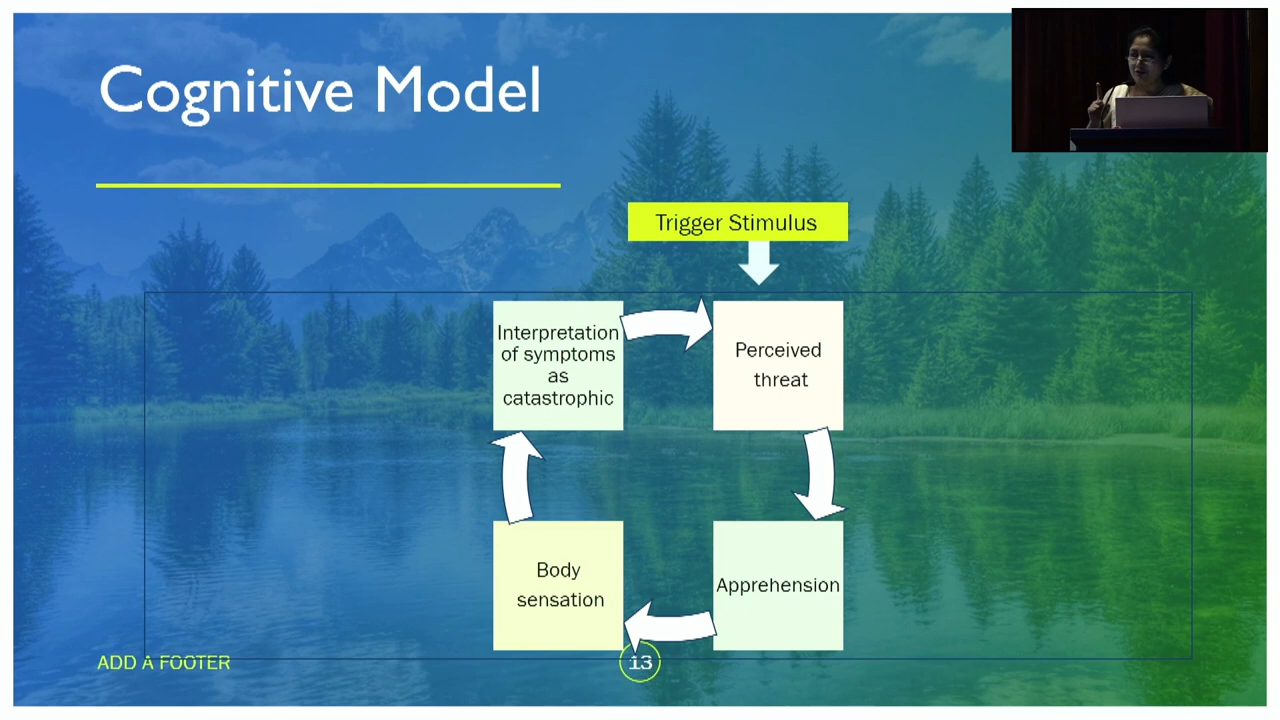 Cognitive Model
Trigger Stimulus
Interpretation
of symptoms
as
catastrophic
Perceived
threat
Body
sensation
Apprehension
ADD A FOOTER
13